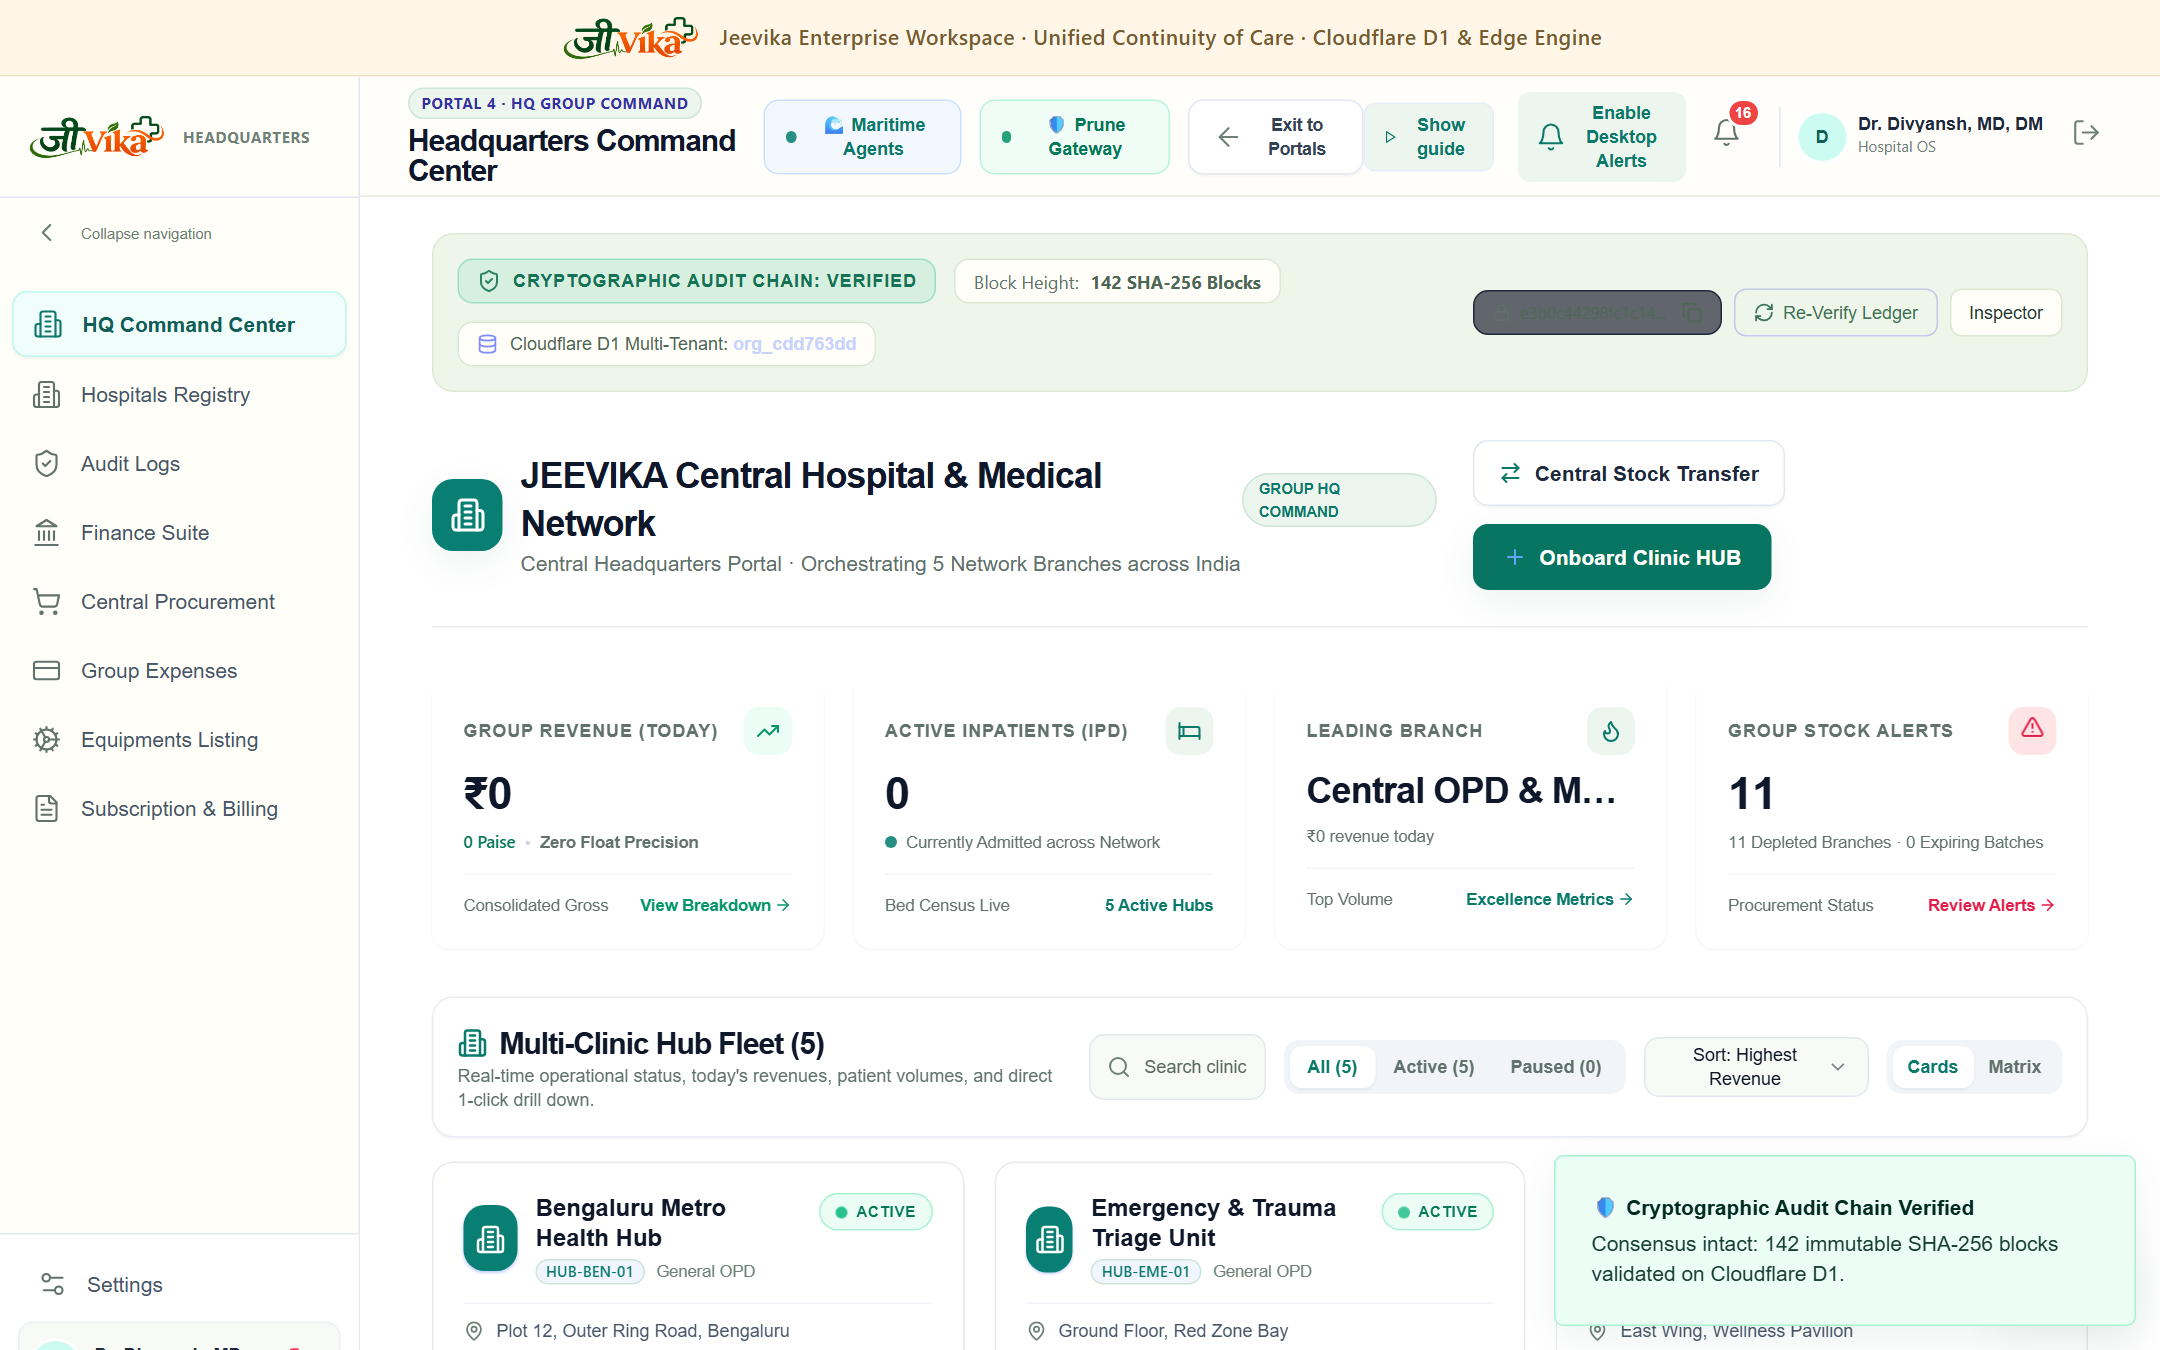 जीvika
Jeevika Enterprise Workspace · Unified Continuity of Care · Cloudflare D1 & Edge Engine
जीvika
HEADQUARTERS
PORTAL 4 · HQ GROUP COMMAND
Headquarters Command
Center
Maritime
Agents
Prune
Gateway
Exit to
Portals
Show
guide
Enable
Desktop
Alerts
16
D
Dr. Divyansh, MD, DM
Hospital OS
Collapse navigation
HQ Command Center
Hospitals Registry
Audit Logs
Finance Suite
Central Procurement
Group Expenses
Equipments Listing
Subscription & Billing
Settings
CRYPTOGRAPHIC AUDIT CHAIN: VERIFIED
Block Height: 142 SHA-256 Blocks
Cloudflare D1 Multi-Tenant: org_cdd763dd
e3b0c44298fc1c14...
Re-Verify Ledger
Inspector
JEEVIKA Central Hospital & Medical
Network
GROUP HQ
COMMAND
Central Headquarters Portal · Orchestrating 5 Network Branches across India
Central Stock Transfer
Onboard Clinic HUB
GROUP REVENUE (TODAY)
₹0
0 Paise • Zero Float Precision
Consolidated Gross
View Breakdown →
ACTIVE INPATIENTS (IPD)
0
Currently Admitted across Network
Bed Census Live
5 Active Hubs
LEADING BRANCH
Central OPD & M...
₹0 revenue today
Top Volume
Excellence Metrics →
GROUP STOCK ALERTS
11
11 Depleted Branches · 0 Expiring Batches
Procurement Status
Review Alerts →
Multi-Clinic Hub Fleet (5)
Real-time operational status, today's revenues, patient volumes, and direct
1-click drill down.
Search clinic
All (5)
Active (5)
Paused (0)
Sort: Highest
Revenue
Cards
Matrix
Bengaluru Metro
Health Hub
ACTIVE
HUB-BEN-01
General OPD
Plot 12, Outer Ring Road, Bengaluru
Emergency & Trauma
Triage Unit
ACTIVE
HUB-EME-01
General OPD
Ground Floor, Red Zone Bay
Cryptographic Audit Chain Verified
Consensus intact: 142 immutable SHA-256 blocks
validated on Cloudflare D1.
East Wing, Wellness Pavilion